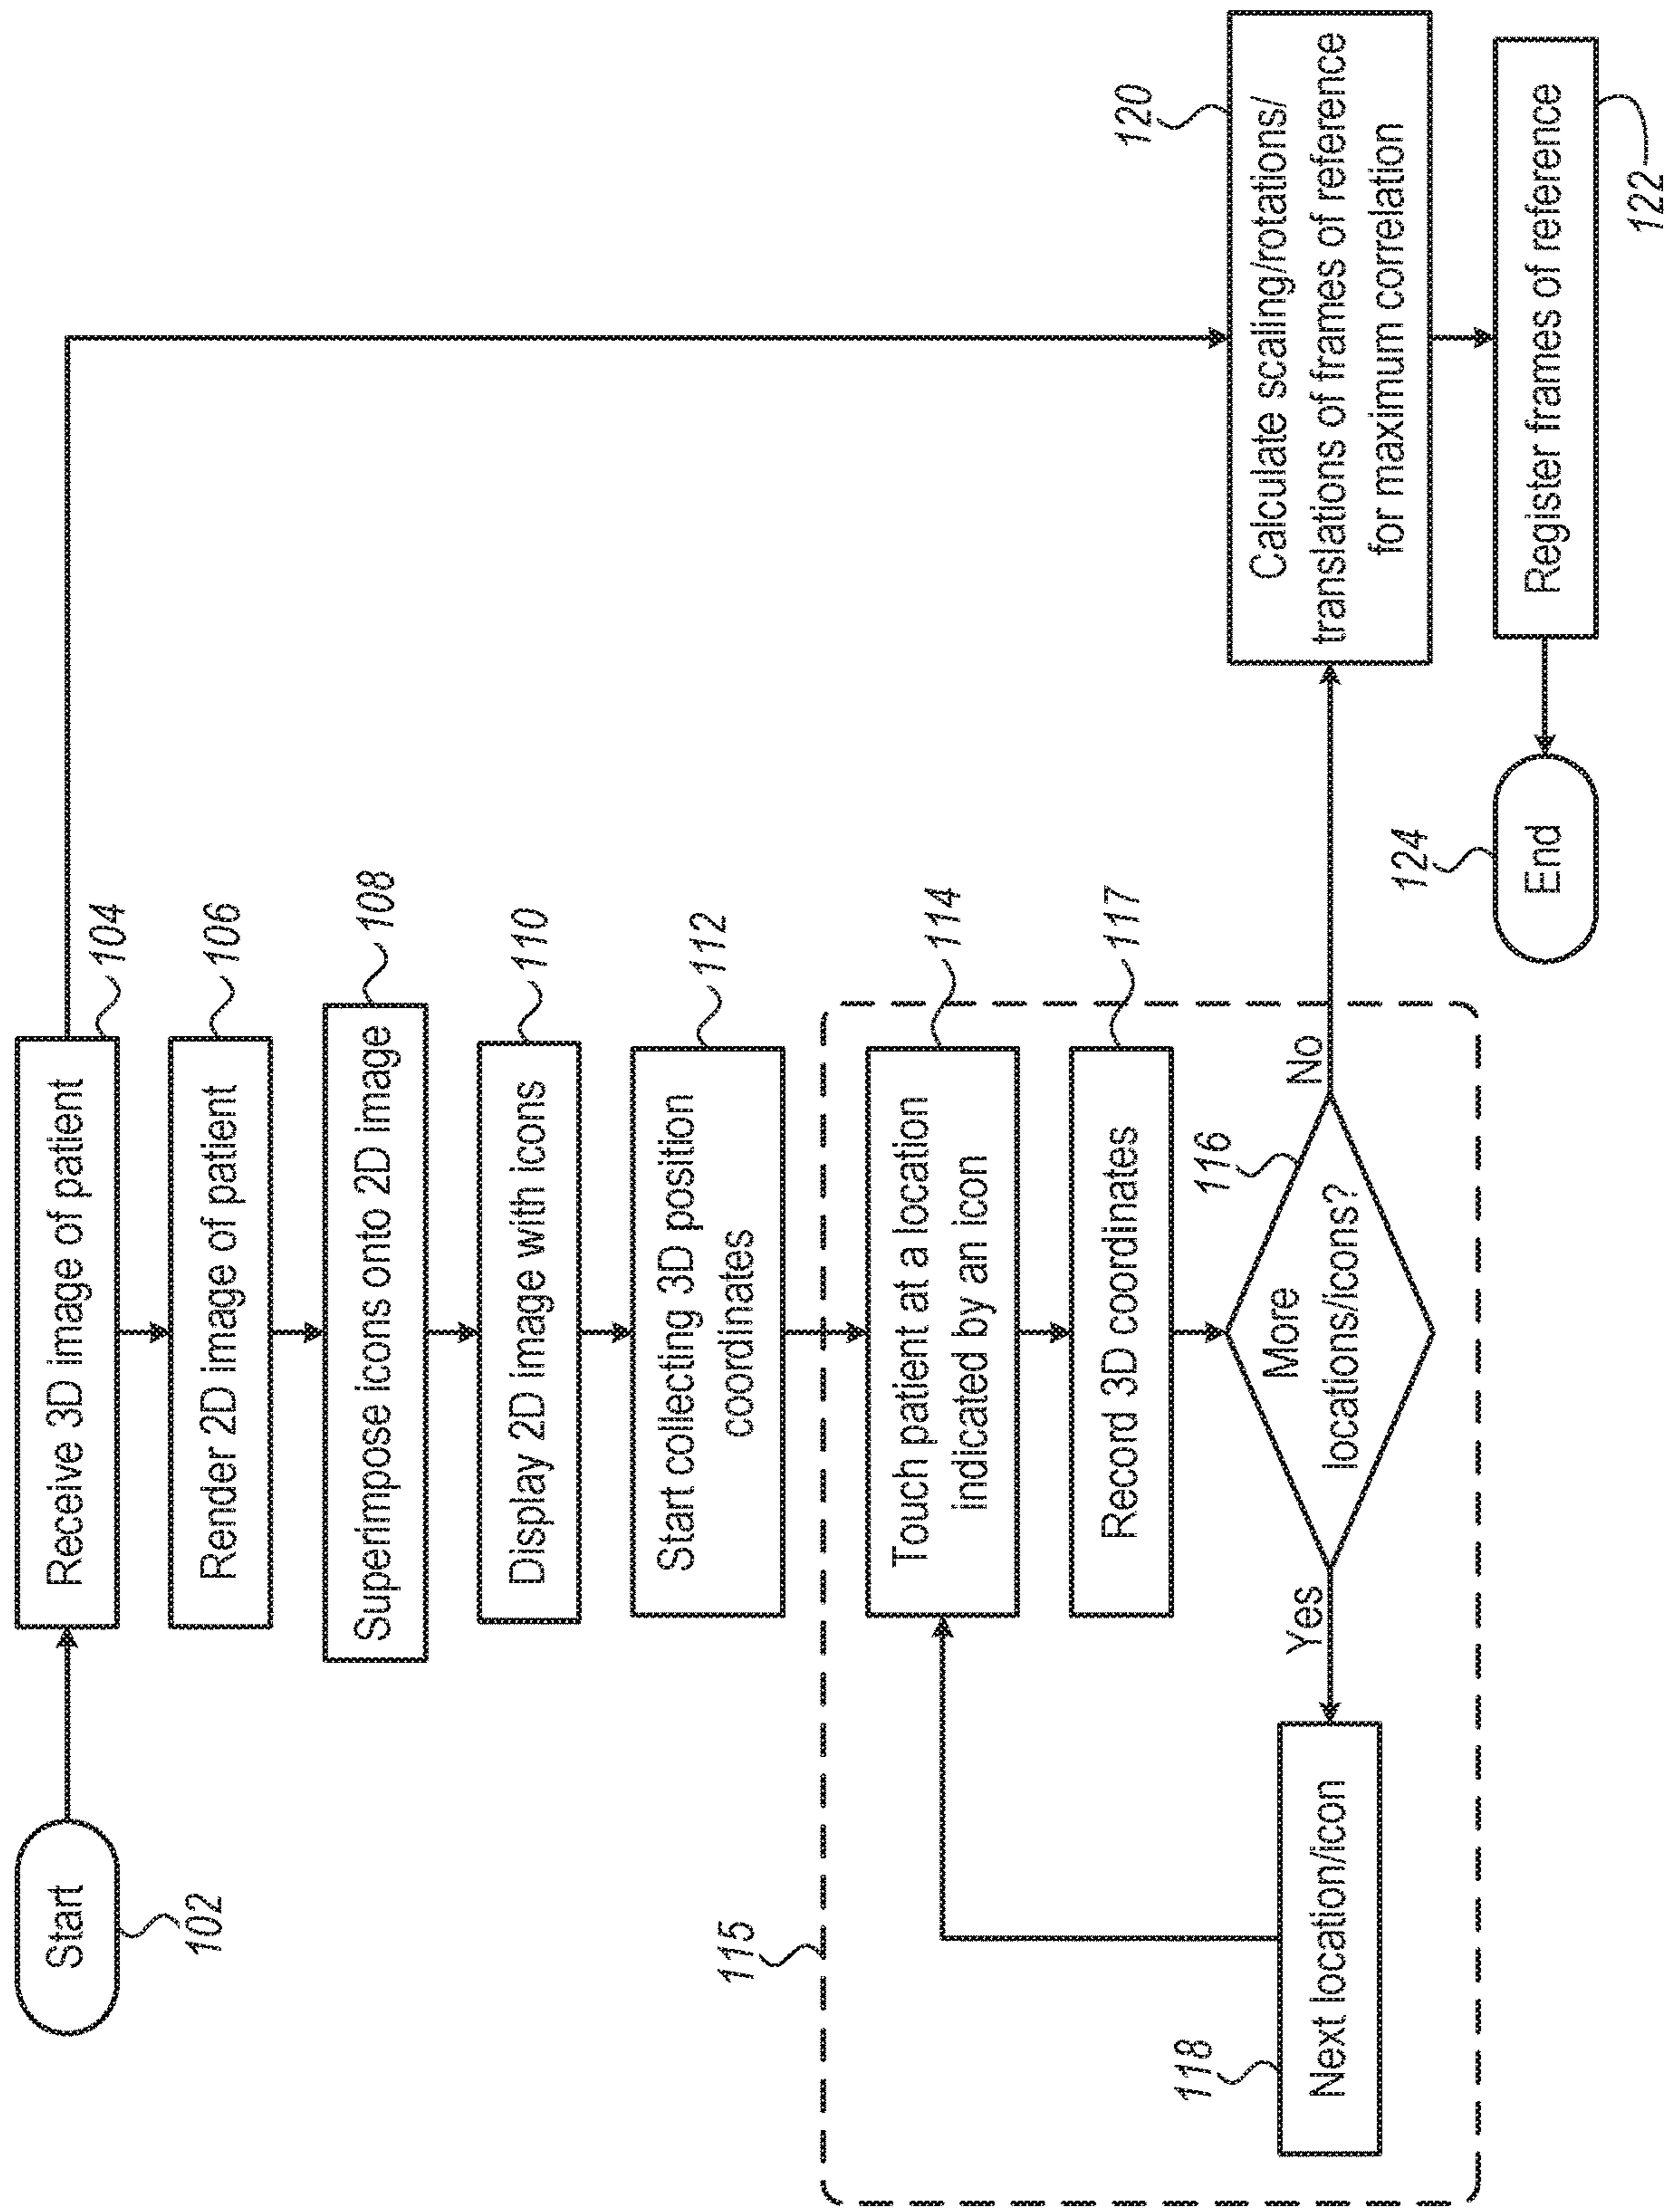 Start
102
Receive 3D image of patient
104
Render 2D image of patient
106
Superimpose icons onto 2D image
108
Display 2D image with icons
110
Start collecting 3D position
coordinates
112
115
Touch patient at a location
indicated by an icon
114
Record 3D coordinates
117
More
locations/icons?
116
Yes
No
Next location/icon
118
Calculate scaling/rotations/
translations of frames of reference
for maximum correlation
120
Register frames of reference
122
End
124